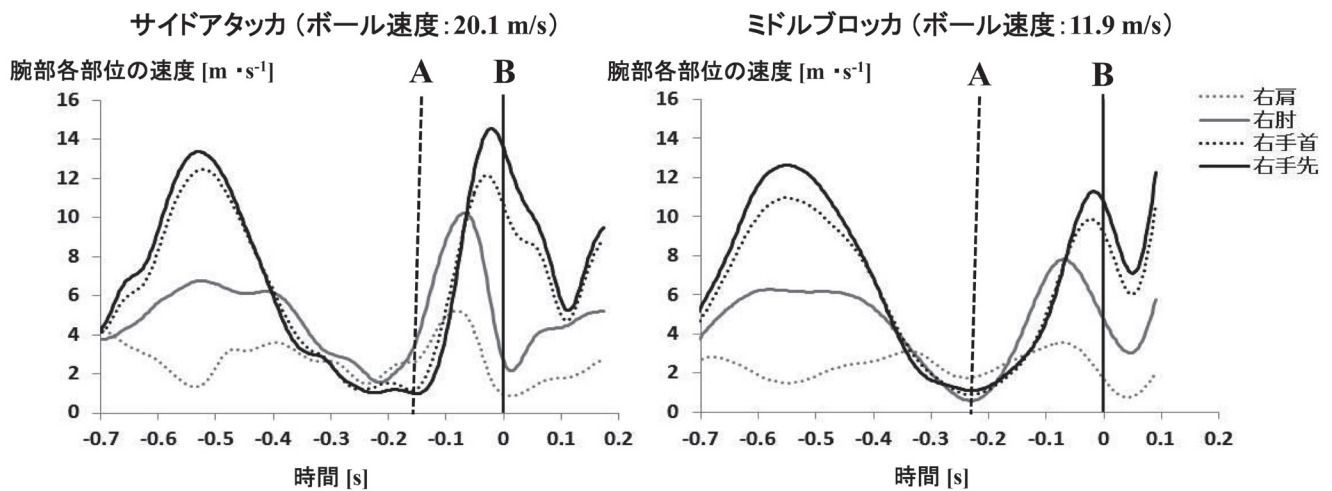 サイドアタッカ（ボール速度：20.1 m/s）
腕部各部位の速度 [m ・s-1]
A
B
16
14
12
10
8
6
4
2
0
-0.7 -0.6 -0.5 -0.4 -0.3 -0.2 -0.1 0 0.1 0.2
時間 [s]
ミドルブロッカ（ボール速度：11.9 m/s）
腕部各部位の速度 [m ・s-1]
A
B
16
14
12
10
8
6
4
2
0
-0.7 -0.6 -0.5 -0.4 -0.3 -0.2 -0.1 0 0.1 0.2
時間 [s]
右肩
右肘
右手首
右手先